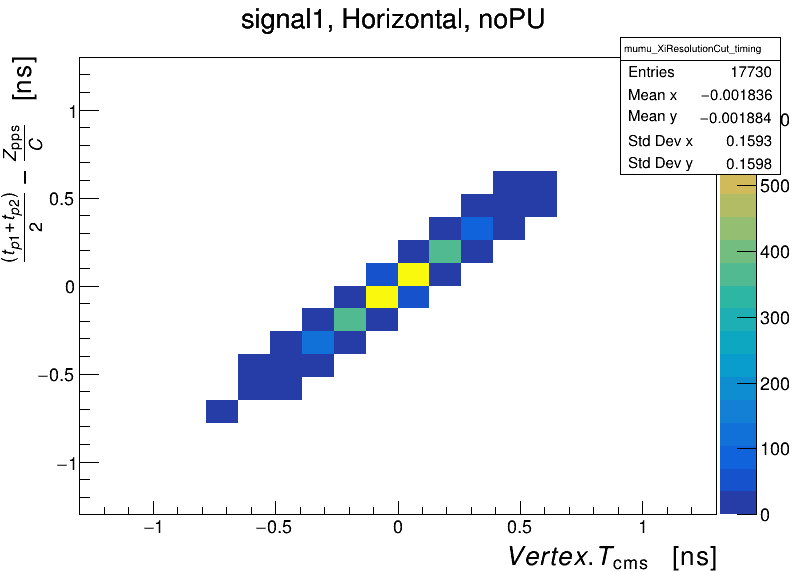 signal1, Horizontal, noPU
mumu_XiResolutionCut_timing
Entries 17730
Mean x −0.001836
Mean y −0.001884
Std Dev x 0.1593
Std Dev y 0.1598
(t_{p1}+t_{p2})/2 − Z_{pps}/C [ns]
1
0.5
0
−0.5
−1
−1
−0.5
0
0.5
1
Vertex.T_{cms} [ns]
500
400
300
200
100
0